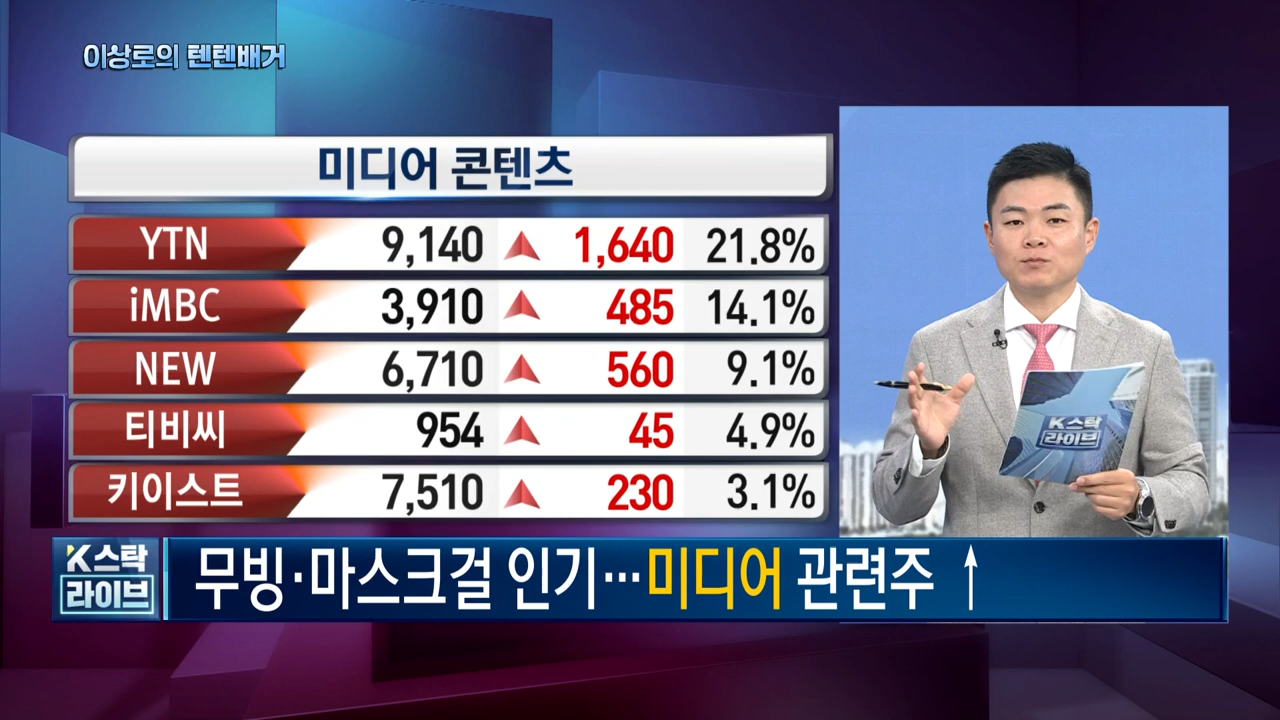 이상로의 텐텐배거
미디어 콘텐츠
YTN 9,140 ▲ 1,640 21.8%
iMBC 3,910 ▲ 485 14.1%
NEW 6,710 ▲ 560 9.1%
티비씨 954 ▲ 45 4.9%
키이스트 7,510 ▲ 230 3.1%
K스탁
라이브
K스탁
라이브
무빙·마스크걸 인기…미디어 관련주 ↑